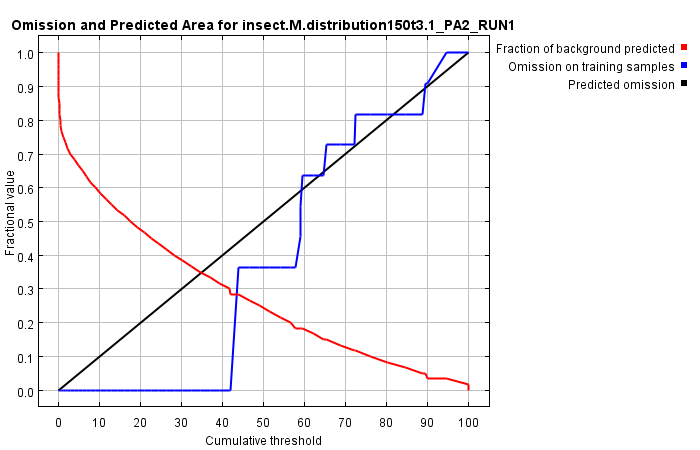 Omission and Predicted Area for insect.M.distribution150t3.1_PA2_RUN1
Fraction of background predicted
Omission on training samples
Predicted omission
Fractional value
1.0
0.9
0.8
0.7
0.6
0.5
0.4
0.3
0.2
0.1
0.0
0 10 20 30 40 50 60 70 80 90 100
Cumulative threshold